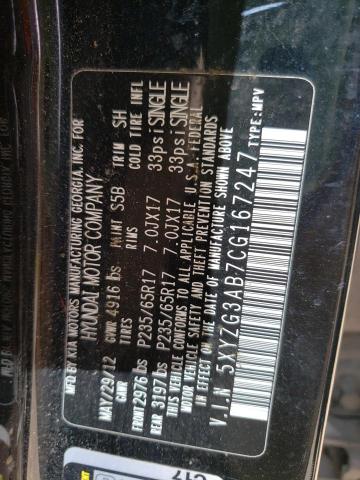 MFD BY KIA MOTORS MANUFACTURING GEORGIA, INC. FOR
HYUNDAI MOTOR COMPANY
MAY/29/12 GVWR 4916 lbs PAINT S5B TRIM SH
GAWR TIRES RIMS COLD TIRE INFL
FRONT 2976 lbs P235/65R17 7.0JX17 33psi SINGLE
REAR 3197 lbs P235/65R17 7.0JX17 33psi SINGLE
THIS VEHICLE CONFORMS TO ALL APPLICABLE U.S.A. FEDERAL
MOTOR VEHICLE SAFETY AND THEFT PREVENTION STANDARDS
IN EFFECT ON THE DATE OF MANUFACTURE SHOWN ABOVE
V.I.N 5XYZG3AB7CG167247 TYPE:MPV